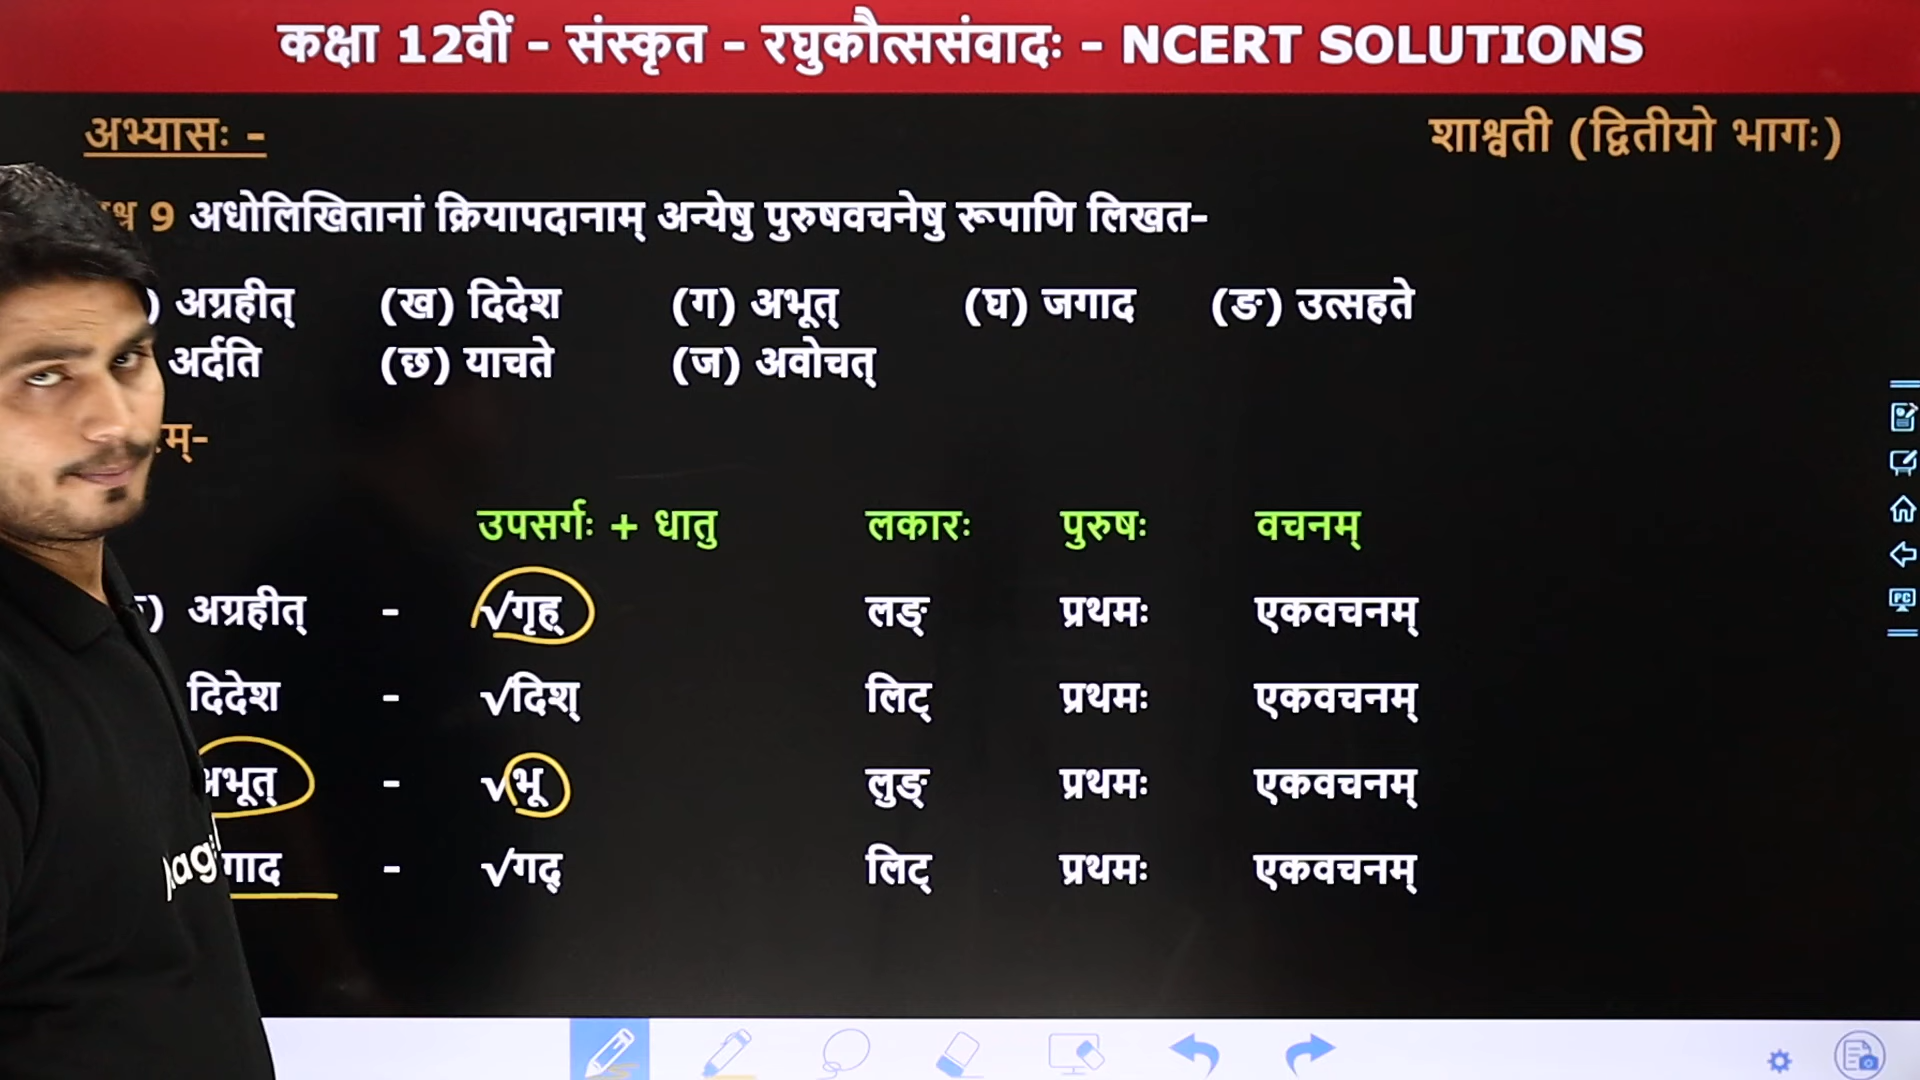 कक्षा 12वीं - संस्कृत - रघुकौत्ससंवादः - NCERT SOLUTIONS
अभ्यासः - शाश्वती (द्वितीयो भागः)
9 अधोलिखितानां क्रियापदानाम् अन्येषु पुरुषवचनेषु रूपाणि लिखत-
अग्रहीत् (ख) दिदेश (ग) अभूत् (घ) जगाद (ङ) उत्सहते
अर्दति (छ) याचते (ज) अवोचत्
उपसर्गः + धातु लकारः पुरुषः वचनम्
अग्रहीत् - √गृह् लङ् प्रथमः एकवचनम्
दिदेश - √दिश् लिट् प्रथमः एकवचनम्
अभूत् - √भू लुङ् प्रथमः एकवचनम्
गाद - √गद् लिट् प्रथमः एकवचनम्
PC